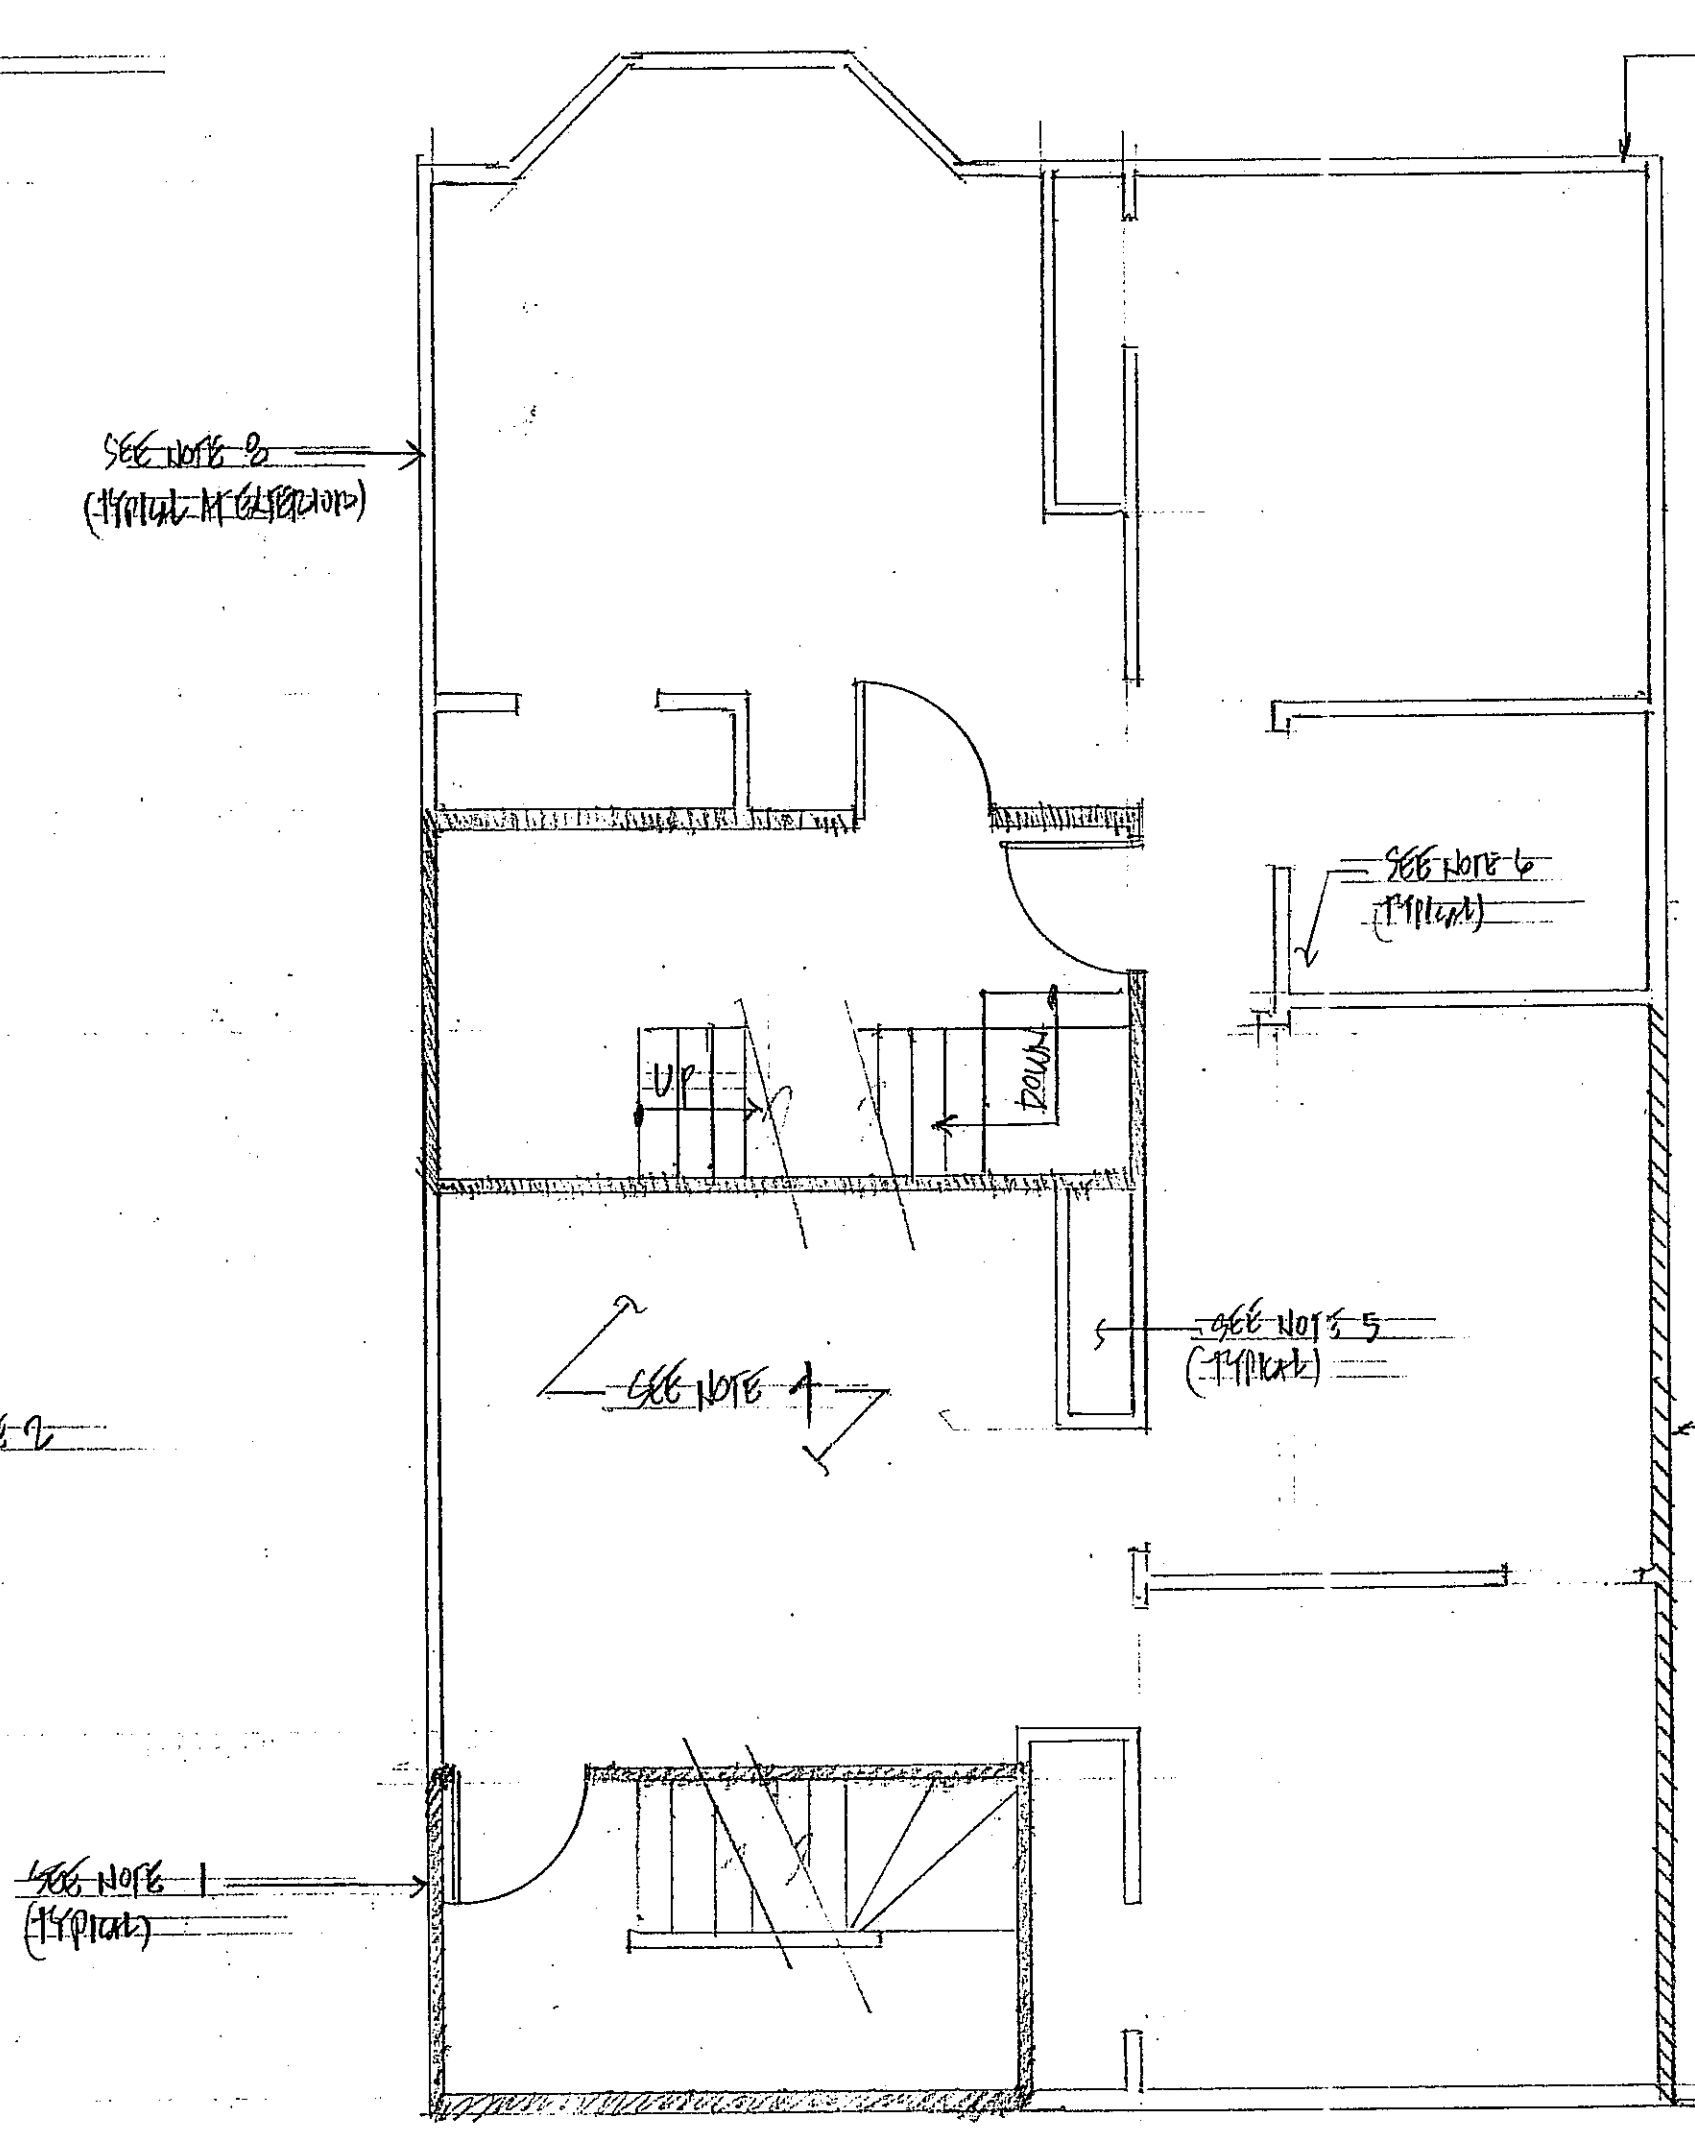 SEE NOTE 8
(TYPICAL AT EXTERIOR)
SEE NOTE 6
(TYPICAL)
UP
DOWN
SEE NOTE 5
(TYPICAL)
SEE NOTE 4
E 2
SEE NOTE 1
(TYPICAL)